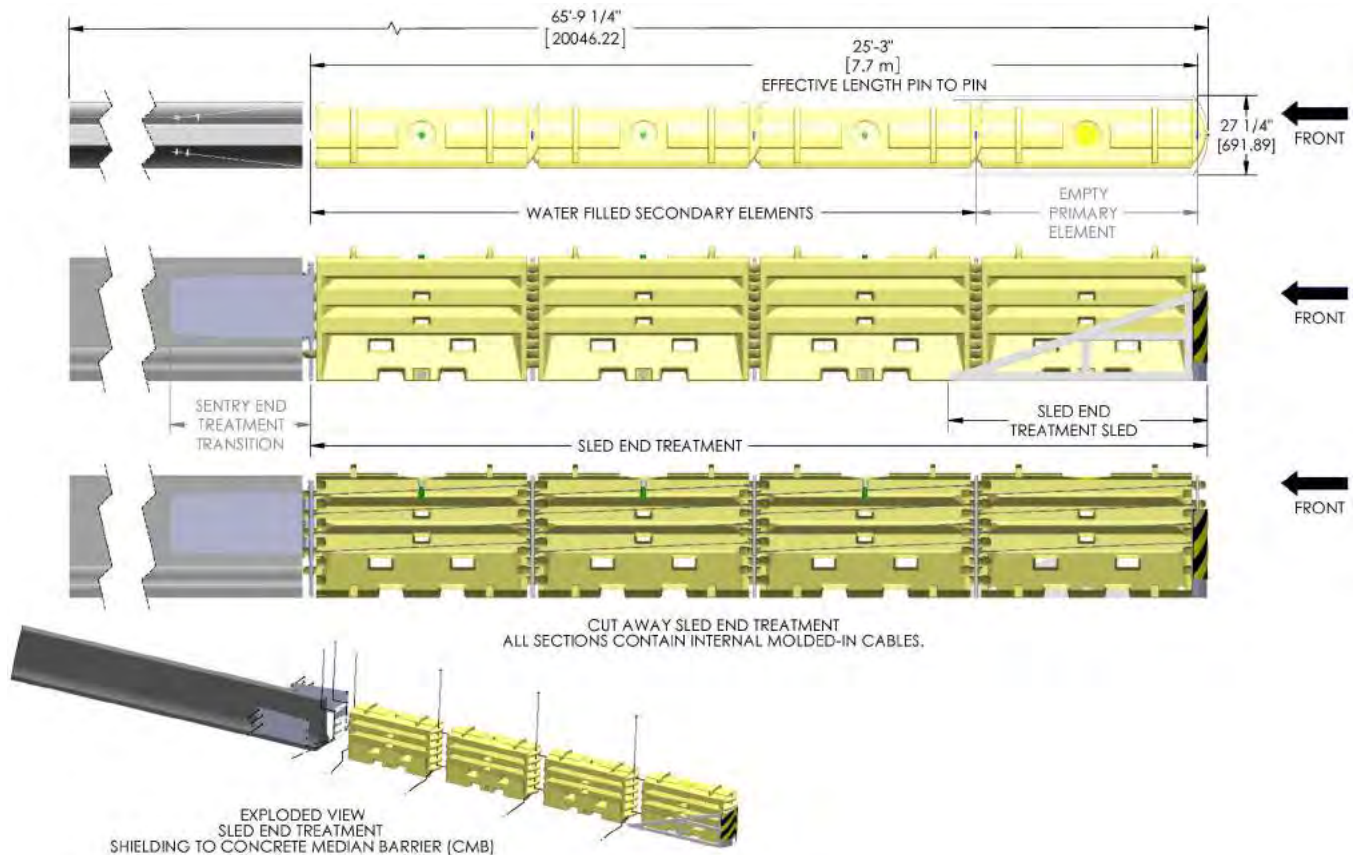 65'-9 1/4"
[20046.22]
25'-3"
[7.7 m]
EFFECTIVE LENGTH PIN TO PIN
27 1/4"
[691.89]
FRONT
WATER FILLED SECONDARY ELEMENTS
EMPTY
PRIMARY
ELEMENT
FRONT
SENTRY END
TREATMENT
TRANSITION
SLED END
TREATMENT SLED
SLED END TREATMENT
FRONT
CUT AWAY SLED END TREATMENT
ALL SECTIONS CONTAIN INTERNAL MOLDED-IN CABLES.
EXPLODED VIEW
SLED END TREATMENT
SHIELDING TO CONCRETE MEDIAN BARRIER (CMB)